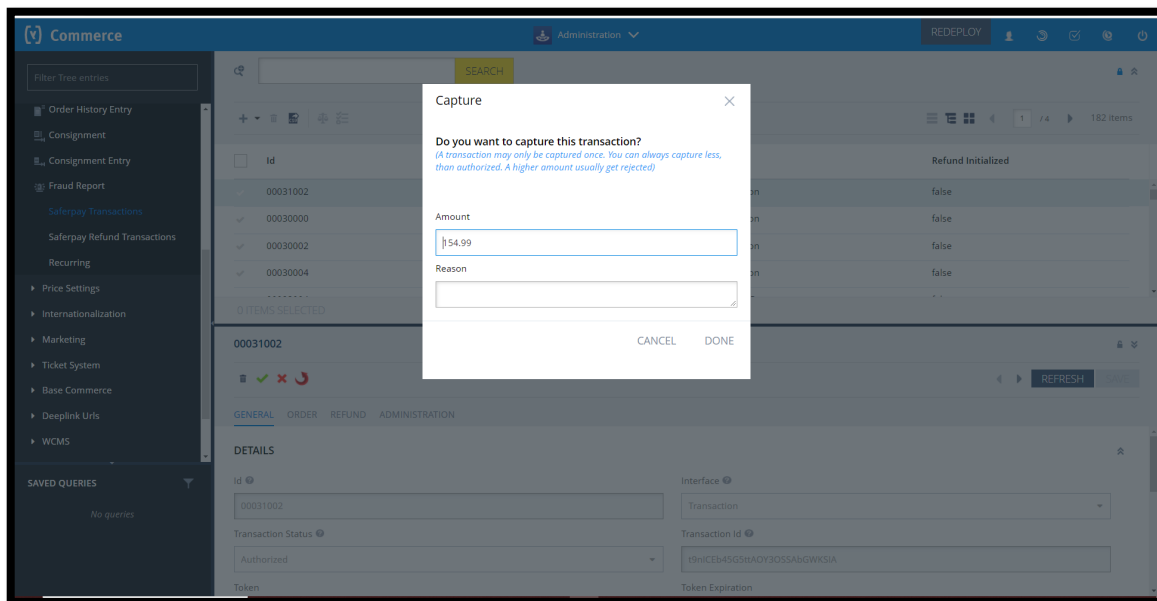 {y} Commerce
Administration
REDEPLOY
Filter Tree entries
Order History Entry
Consignment
Consignment Entry
Fraud Report
Saferpay Transactions
Saferpay Refund Transactions
Recurring
Price Settings
Internationalization
Marketing
Ticket System
Base Commerce
Deeplink Urls
WCMS
SAVED QUERIES
No queries
SEARCH
1 / 4 182 items
Id Refund Initialized
00031002 false
00030000 false
00030002 false
00030004 false
0 ITEMS SELECTED
Capture
Do you want to capture this transaction?
(A transaction may only be captured once. You can always capture less,
than authorized. A higher amount usually get rejected)
Amount
154.99
Reason
CANCEL DONE
00031002
REFRESH SAVE
GENERAL ORDER REFUND ADMINISTRATION
DETAILS
Id Interface
00031002 Transaction
Transaction Status Transaction Id
Authorized
Token Token Expiration